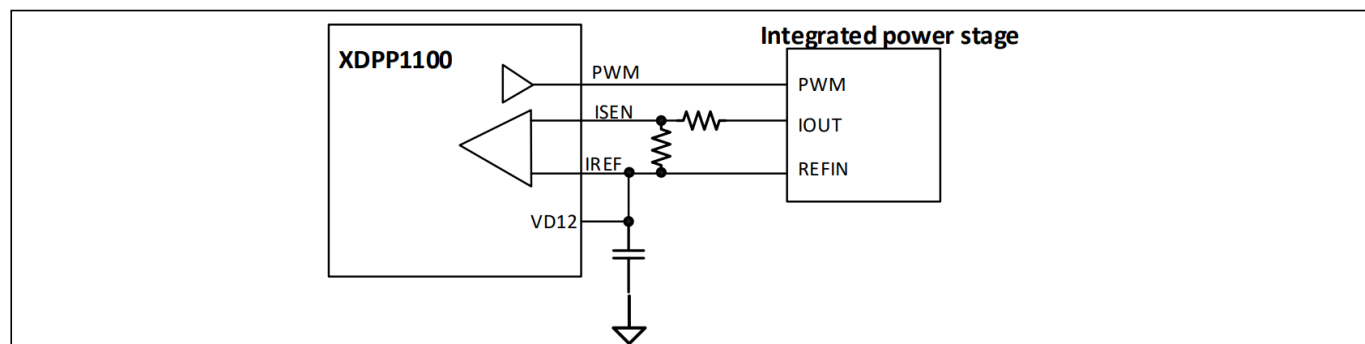 Integrated power stage
XDPP1100
PWM
PWM
ISEN
IOUT
IREF
REFIN
VD12